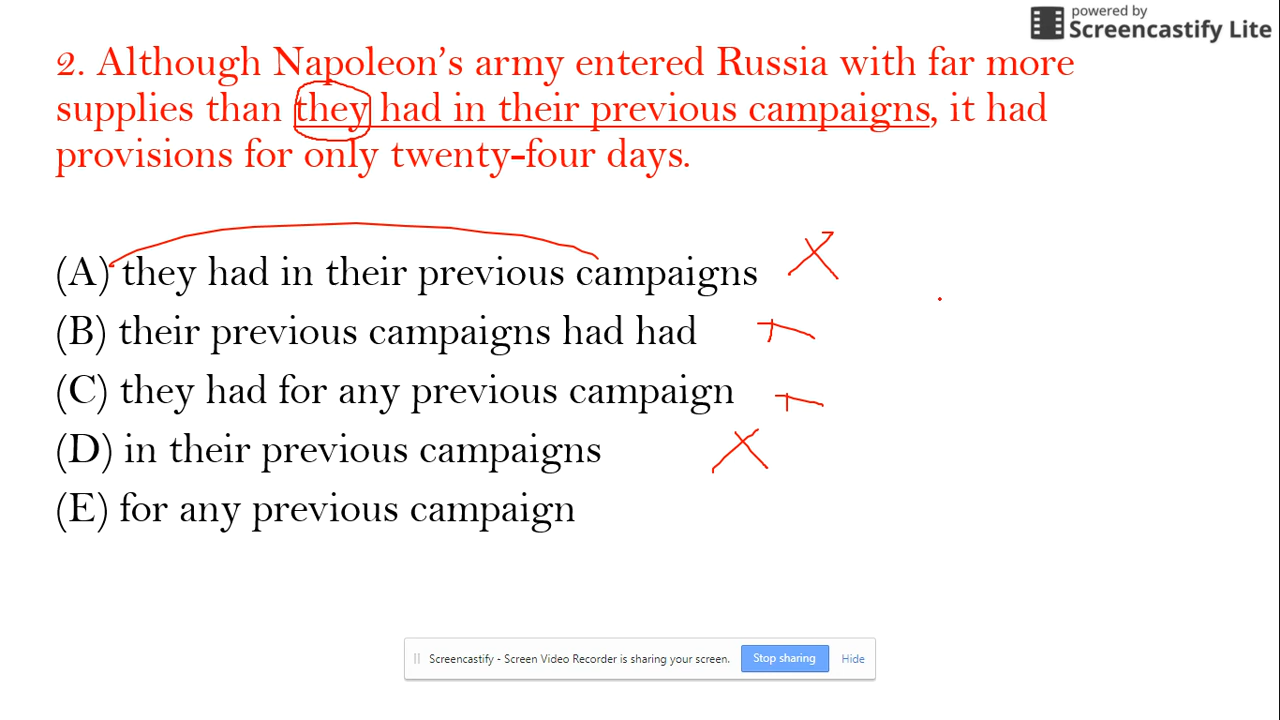 powered by
Screencastify Lite
2. Although Napoleon's army entered Russia with far more
supplies than they had in their previous campaigns, it had
provisions for only twenty-four days.
(A) they had in their previous campaigns
(B) their previous campaigns had had
(C) they had for any previous campaign
(D) in their previous campaigns
(E) for any previous campaign
Screencastify - Screen Video Recorder is sharing your screen. Stop sharing Hide